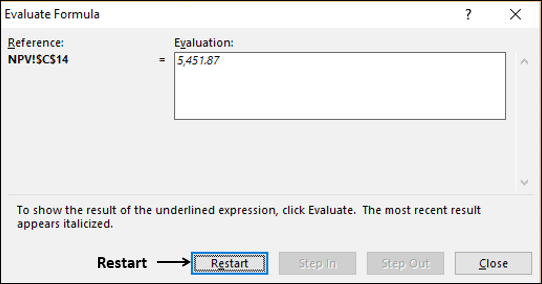 Evaluate Formula ? ×
Reference: Evaluation:
NPV!$C$14 = 5,451.87
To show the result of the underlined expression, click Evaluate. The most recent result
appears italicized.
Restart Restart Step In Step Out Close